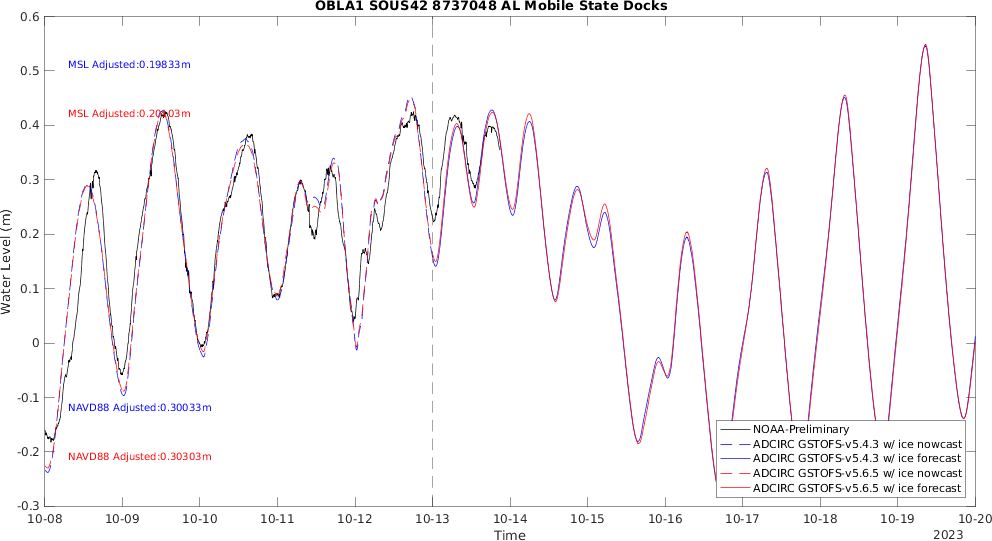 OBLA1 SOUS42 8737048 AL Mobile State Docks
0.6
0.5
0.4
0.3
0.2
0.1
0
-0.1
-0.2
-0.3
Water Level (m)
MSL Adjusted:0.19833m
MSL Adjusted:0.20103m
NAVD88 Adjusted:0.30033m
NAVD88 Adjusted:0.30303m
NOAA-Preliminary
ADCIRC GSTOFS-v5.4.3 w/ ice nowcast
ADCIRC GSTOFS-v5.4.3 w/ ice forecast
ADCIRC GSTOFS-v5.6.5 w/ ice nowcast
ADCIRC GSTOFS-v5.6.5 w/ ice forecast
10-08 10-09 10-10 10-11 10-12 10-13 10-14 10-15 10-16 10-17 10-18 10-19 10-20
Time
2023